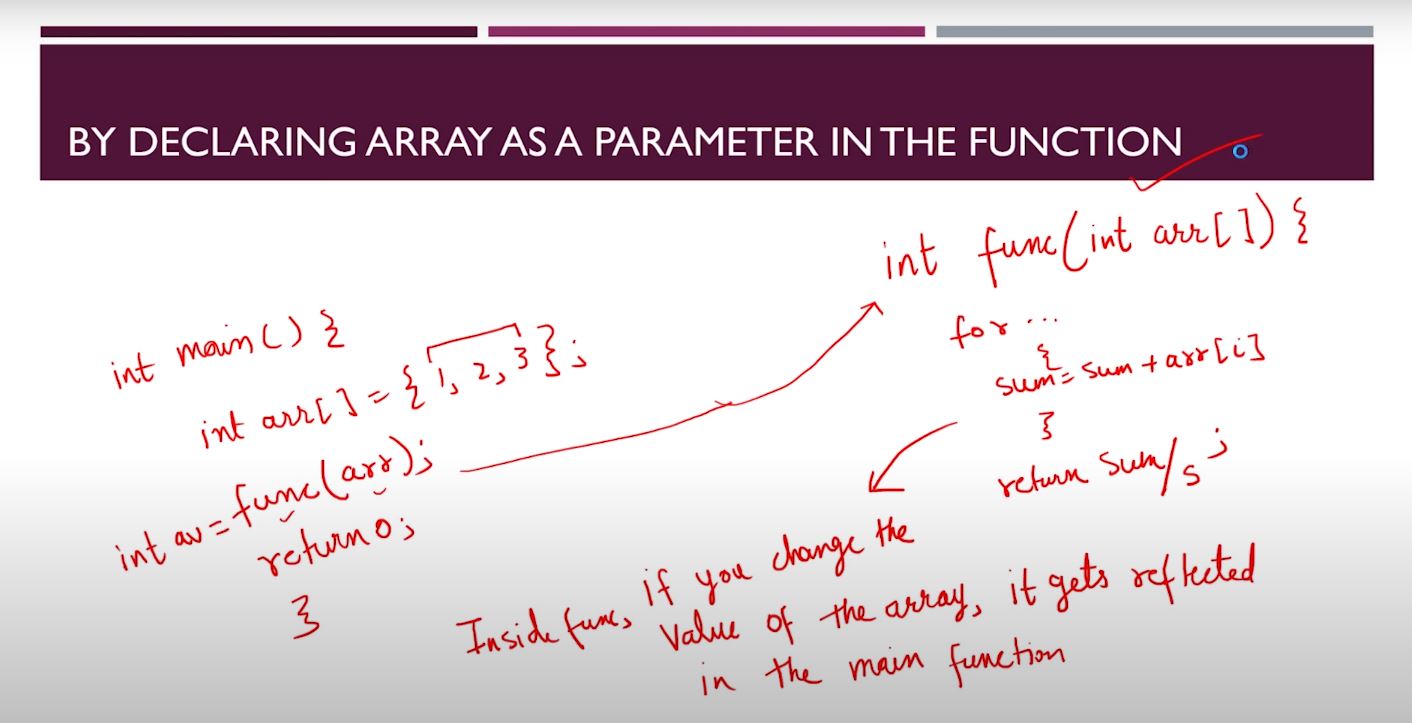 BY DECLARING ARRAY AS A PARAMETER IN THE FUNCTION
int main() {
int arr[] = {1, 2, 3};
int av = func(arr);
return 0;
}
int func(int arr[]) {
for ...
{
sum = sum + arr[i]
}
return sum/5;
Inside func, if you change the
value of the array, it gets reflected
in the main function